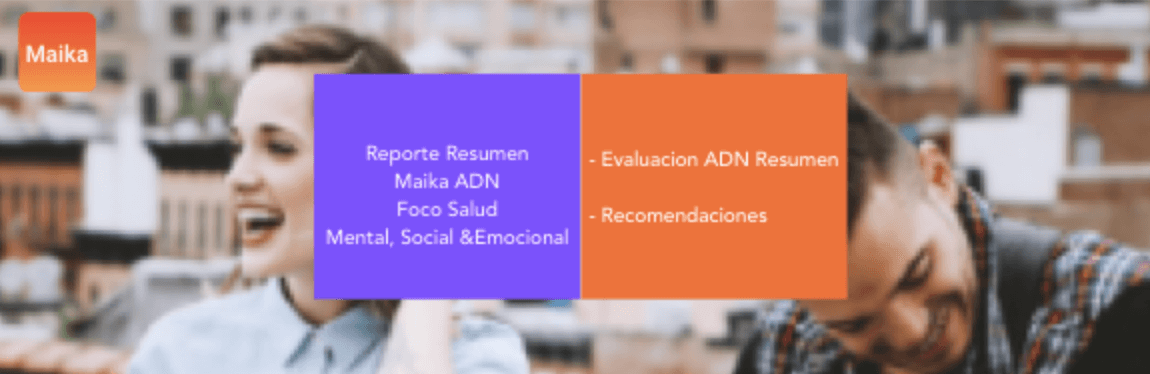 Maika
Reporte Resumen
Maika ADN
Foco Salud
Mental, Social &Emocional
- Evaluacion ADN Resumen
- Recomendaciones